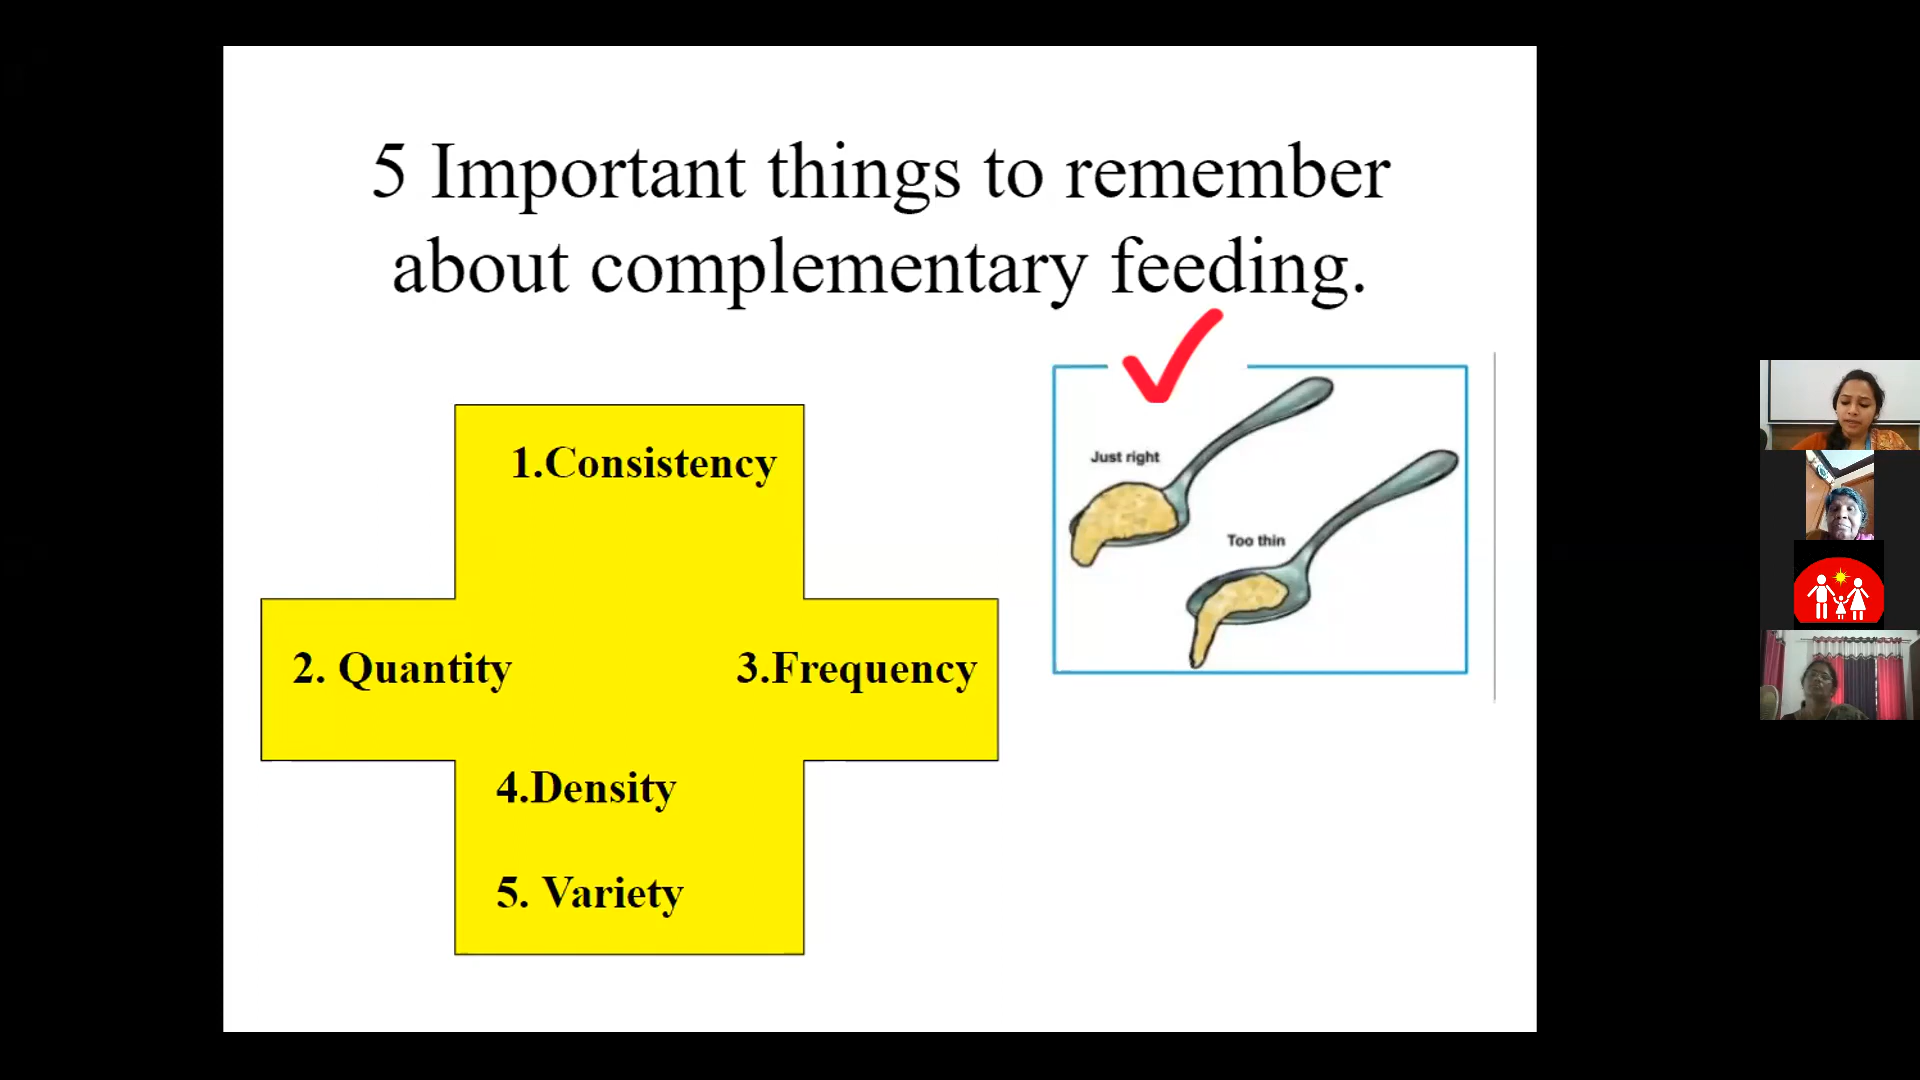 5 Important things to remember
about complementary feeding.
1.Consistency
2. Quantity
3.Frequency
4.Density
5. Variety
Just right
Too thin